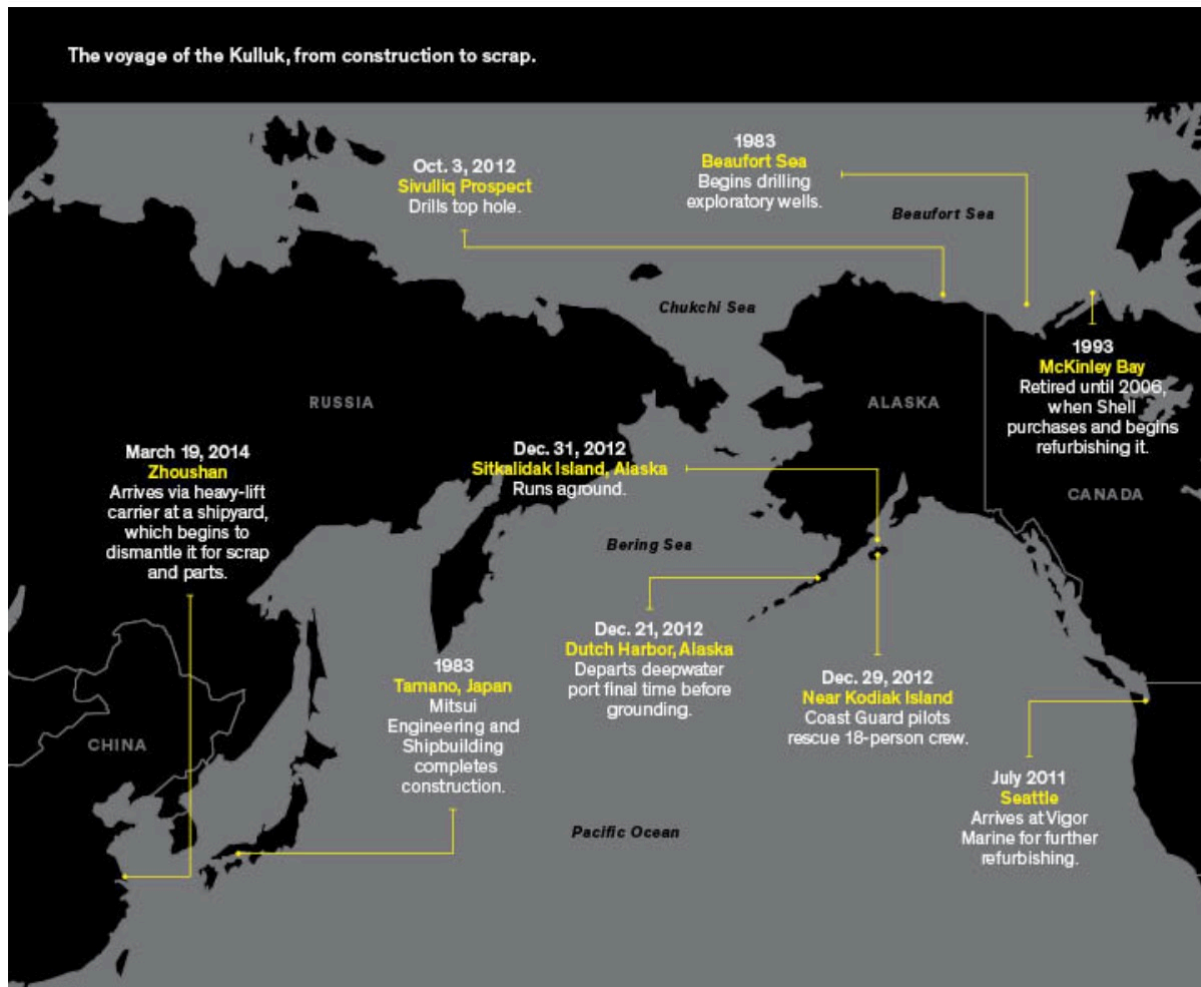 The voyage of the Kulluk, from construction to scrap.
Oct. 3, 2012
Sivulliq Prospect
Drills top hole.
1983
Beaufort Sea
Begins drilling
exploratory wells.
Beaufort Sea
Chukchi Sea
1993
McKinley Bay
Retired until 2006,
when Shell
purchases and begins
refurbishing it.
RUSSIA
ALASKA
CANADA
March 19, 2014
Zhoushan
Arrives via heavy-lift
carrier at a shipyard,
which begins to
dismantle it for scrap
and parts.
Dec. 31, 2012
Sitkalidak Island, Alaska
Runs aground.
Bering Sea
Dec. 21, 2012
Dutch Harbor, Alaska
Departs deepwater
port final time before
grounding.
1983
Tamano, Japan
Mitsui
Engineering and
Shipbuilding
completes
construction.
Dec. 29, 2012
Near Kodiak Island
Coast Guard pilots
rescue 18-person crew.
CHINA
July 2011
Seattle
Arrives at Vigor
Marine for further
refurbishing.
Pacific Ocean